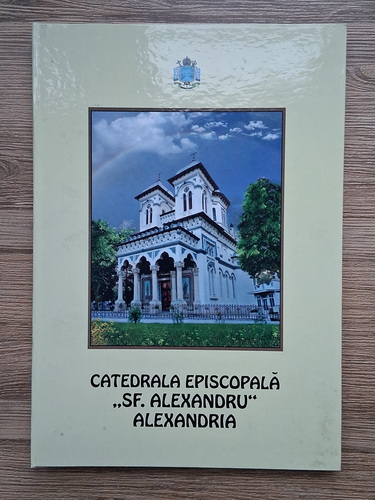 CATEDRALA EPISCOPALĂ
„SF. ALEXANDRU“
ALEXANDRIA